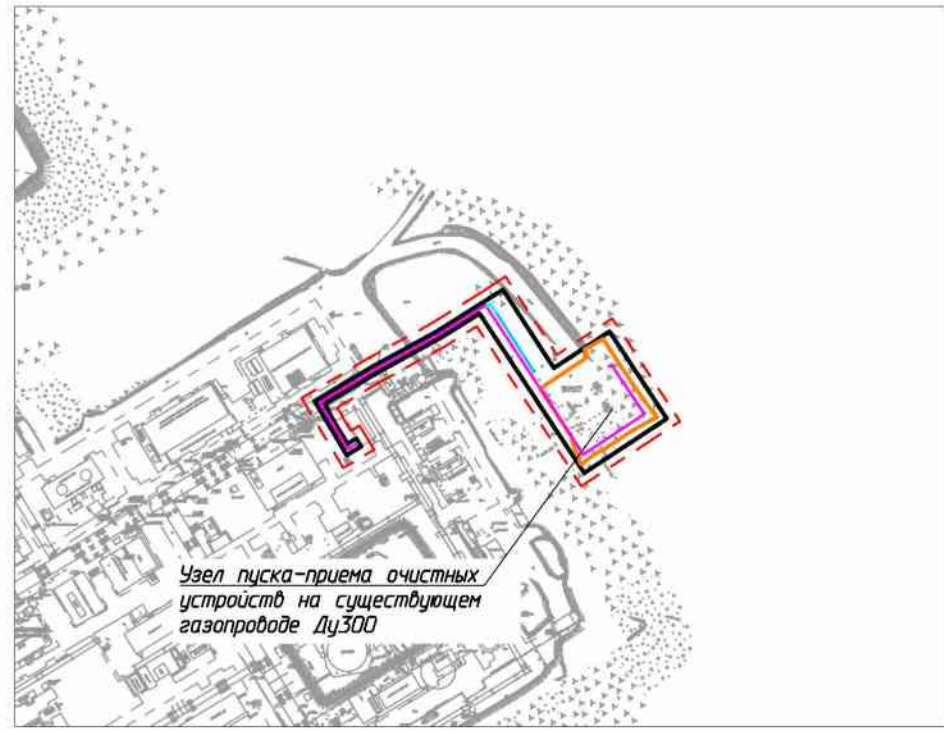 Узел пуска-приема очистных
устройств на существующем
газопроводе Ду300